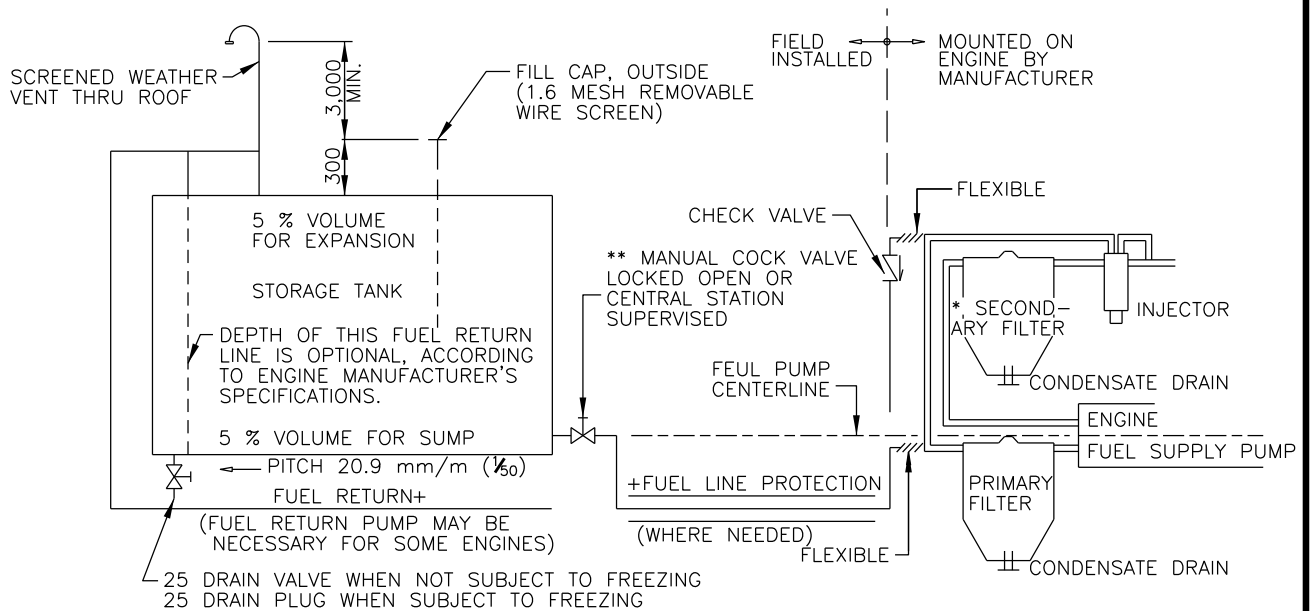 FIELD
INSTALLED
MOUNTED ON
ENGINE BY
MANUFACTURER
SCREENED WEATHER
VENT THRU ROOF
3,000
MIN.
300
FILL CAP, OUTSIDE
(1.6 MESH REMOVABLE
WIRE SCREEN)
FLEXIBLE
CHECK VALVE
5 % VOLUME
FOR EXPANSION
** MANUAL COCK VALVE
LOCKED OPEN OR
CENTRAL STATION
SUPERVISED
STORAGE TANK
* SECOND-
ARY FILTER
INJECTOR
DEPTH OF THIS FUEL RETURN
LINE IS OPTIONAL, ACCORDING
TO ENGINE MANUFACTURER'S
SPECIFICATIONS.
FEUL PUMP
CENTERLINE
CONDENSATE DRAIN
ENGINE
5 % VOLUME FOR SUMP
FUEL SUPPLY PUMP
PITCH 20.9 mm/m (1/50)
+FUEL LINE PROTECTION
PRIMARY
FILTER
FUEL RETURN+
(FUEL RETURN PUMP MAY BE
NECESSARY FOR SOME ENGINES)
(WHERE NEEDED)
FLEXIBLE
CONDENSATE DRAIN
25 DRAIN VALVE WHEN NOT SUBJECT TO FREEZING
25 DRAIN PLUG WHEN SUBJECT TO FREEZING